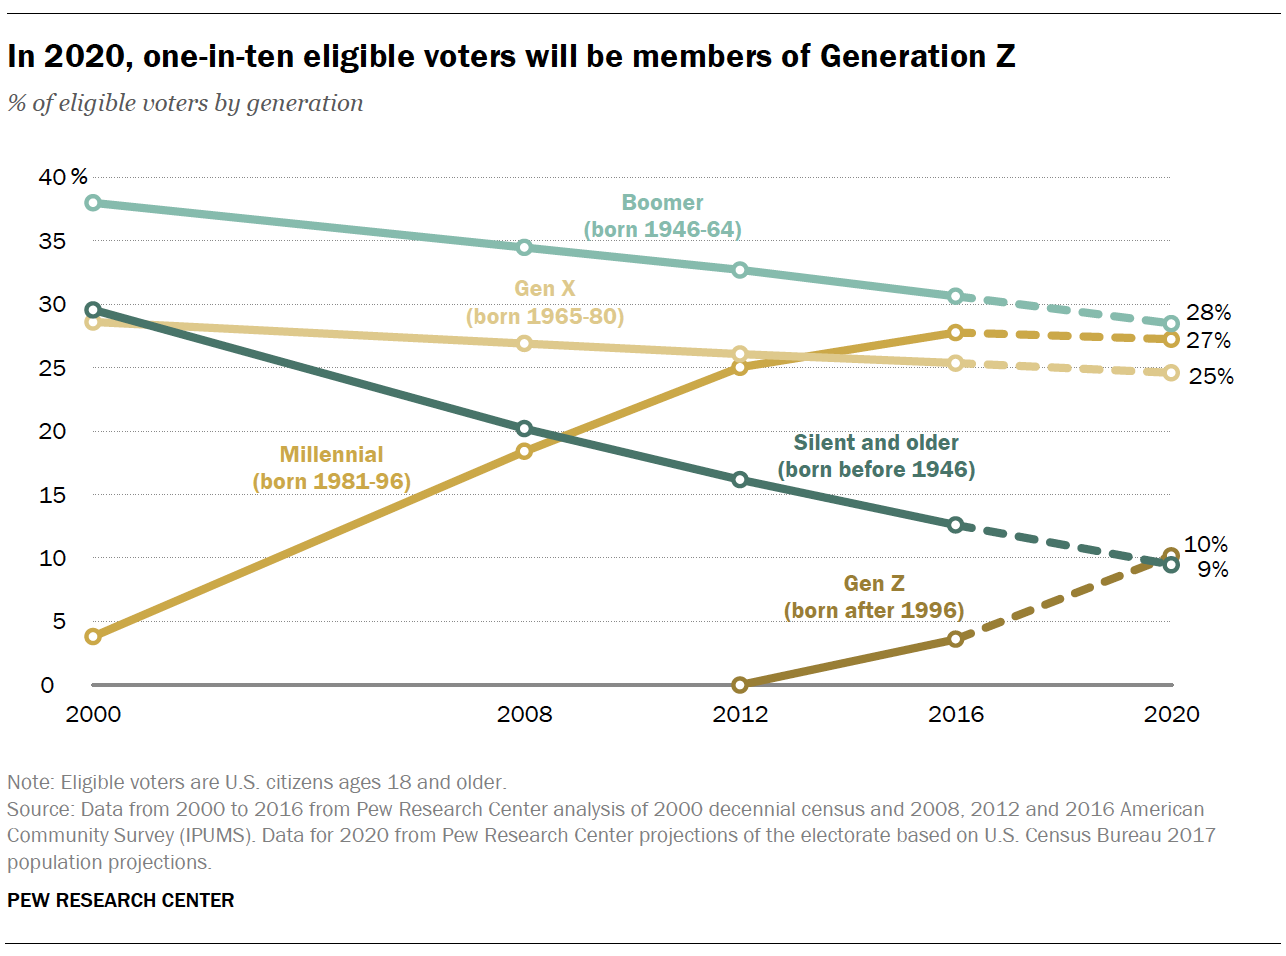 In 2020, one-in-ten eligible voters will be members of Generation Z
% of eligible voters by generation
40 %
35
30
25
20
15
10
5
0
Boomer
(born 1946-64)
Gen X
(born 1965-80)
Millennial
(born 1981-96)
Silent and older
(born before 1946)
Gen Z
(born after 1996)
28%
27%
25%
10%
9%
2000 2008 2012 2016 2020
Note: Eligible voters are U.S. citizens ages 18 and older.
Source: Data from 2000 to 2016 from Pew Research Center analysis of 2000 decennial census and 2008, 2012 and 2016 American
Community Survey (IPUMS). Data for 2020 from Pew Research Center projections of the electorate based on U.S. Census Bureau 2017
population projections.
PEW RESEARCH CENTER